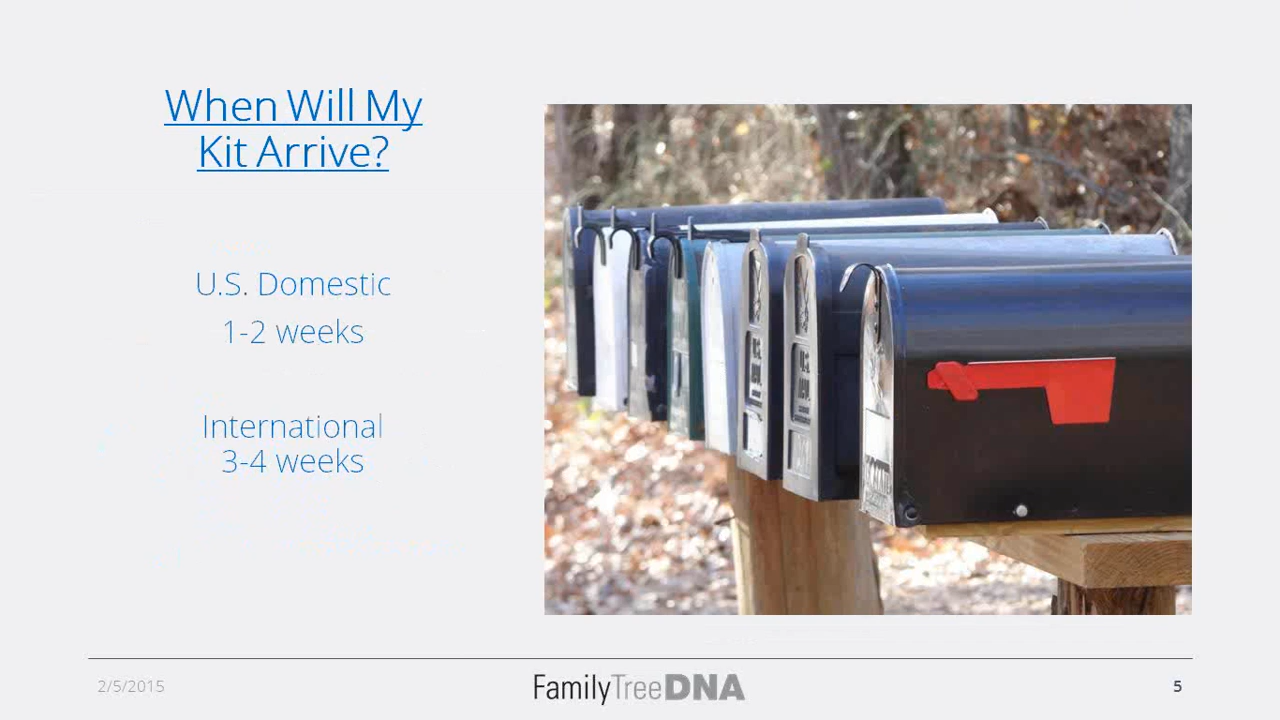 When Will My
Kit Arrive?
U.S. Domestic
1-2 weeks
International
3-4 weeks
U.S.
U.S.
2/5/2015
FamilyTreeDNA
5